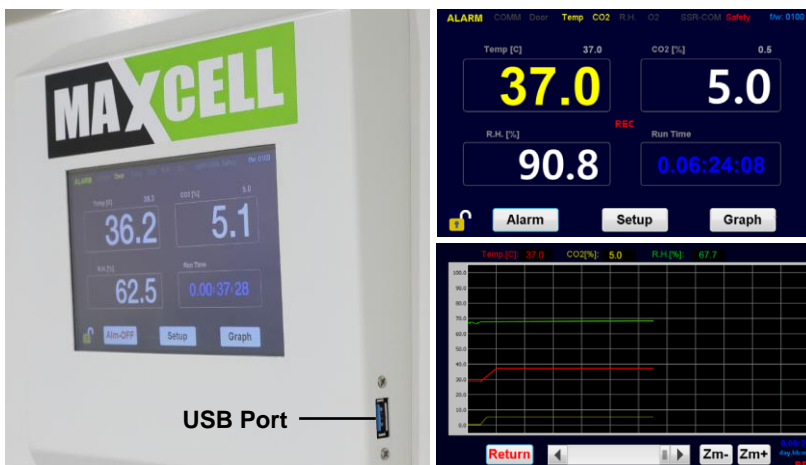 MAXCELL
ALARM Door f/w: 0100
Temp [C] 38.0 CO2 [%] 5.0
36.2 5.1
R.H. [%] Run Time
62.5 0.00:37:28
Alm-OFF Setup Graph
USB Port
ALARM COMM Door Temp CO2 R.H. O2 SSR-COM Safety f/w: 0100
Temp [C] 37.0 CO2 [%] 0.5
37.0 5.0
REC
R.H. [%] Run Time
90.8 0.06:24:08
Alarm Setup Graph
Temp.[C]: 37.0 CO2[%]: 5.0 R.H.[%]: 67.7
100.0
90.0
80.0
70.0
60.0
50.0
40.0
30.0
20.0
10.0
0.0
Return Zm- Zm+